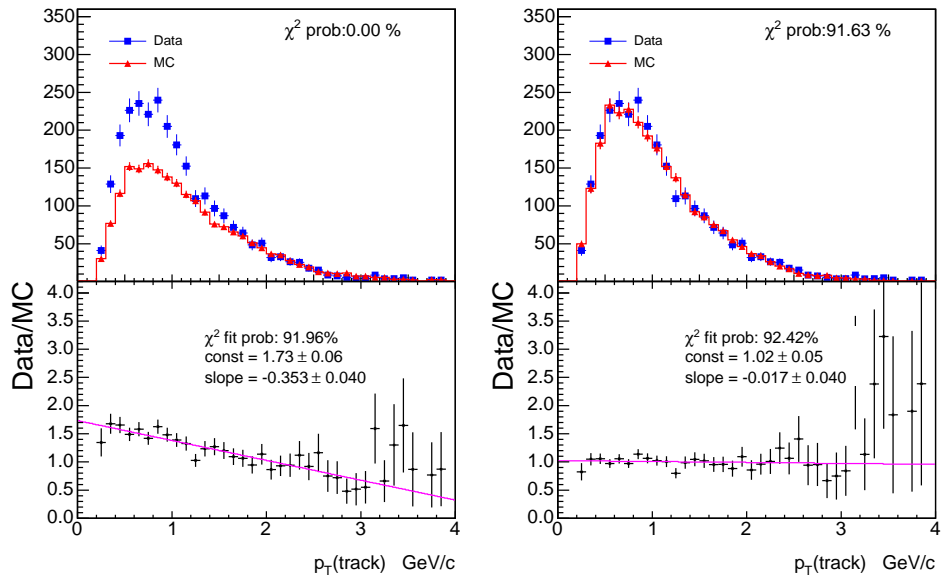 350
300
250
200
150
100
50
χ² prob:0.00 %
Data
MC
Data/MC
4.0
3.5
3.0
2.5
2.0
1.5
1.0
0.5
0.0
χ² fit prob: 91.96%
const = 1.73 ± 0.06
slope = -0.353 ± 0.040
0 1 2 3 4
p_T(track) GeV/c
350
300
250
200
150
100
50
χ² prob:91.63 %
Data
MC
Data/MC
4.0
3.5
3.0
2.5
2.0
1.5
1.0
0.5
0.0
χ² fit prob: 92.42%
const = 1.02 ± 0.05
slope = -0.017 ± 0.040
0 1 2 3 4
p_T(track) GeV/c